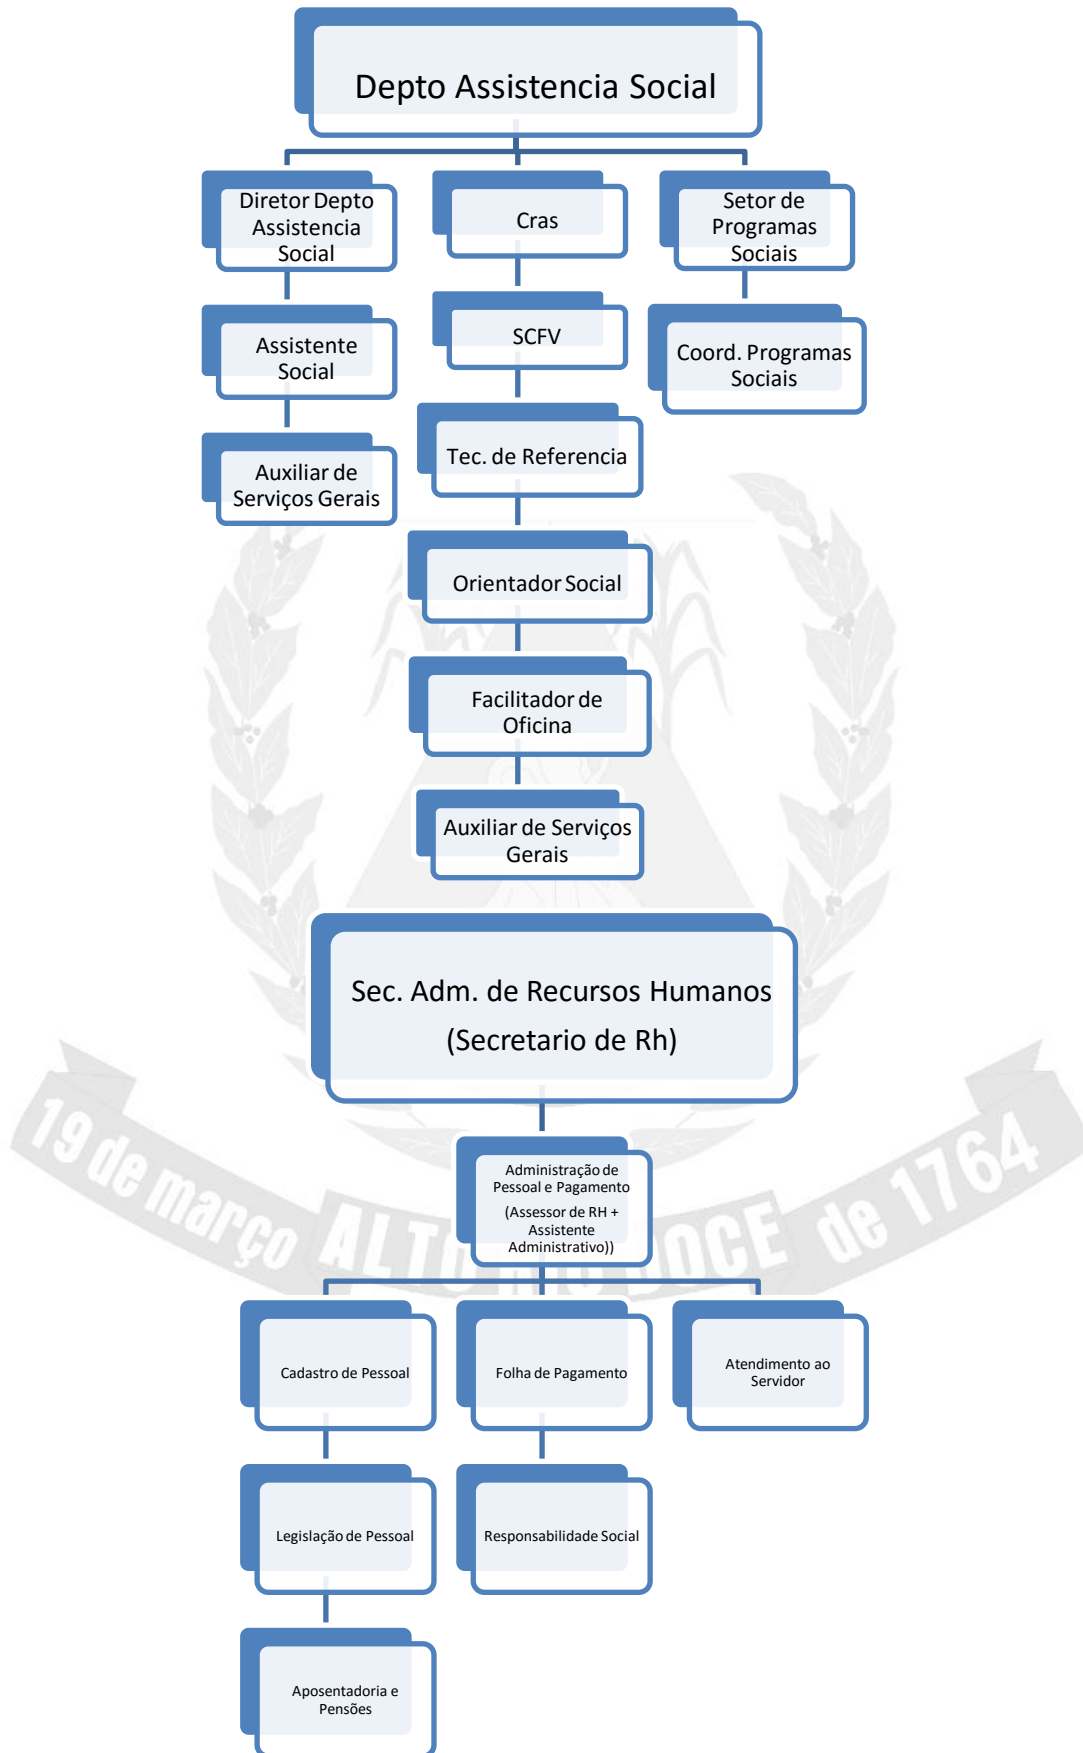 Depto Assistencia Social
Diretor Depto
Assistencia
Social
Cras
Setor de
Programas
Sociais
Assistente
Social
SCFV
Coord. Programas
Sociais
Auxiliar de
Serviços Gerais
Tec. de Referencia
Orientador Social
Facilitador de
Oficina
Auxiliar de Serviços
Gerais
Sec. Adm. de Recursos Humanos
(Secretario de Rh)
Administração de
Pessoal e Pagamento
(Assessor de RH +
Assistente
Administrativo))
19 de março ALTO RIO DOCE de 1764
Cadastro de Pessoal
Folha de Pagamento
Atendimento ao
Servidor
Legislação de Pessoal
Responsabilidade Social
Aposentadoria e
Pensões